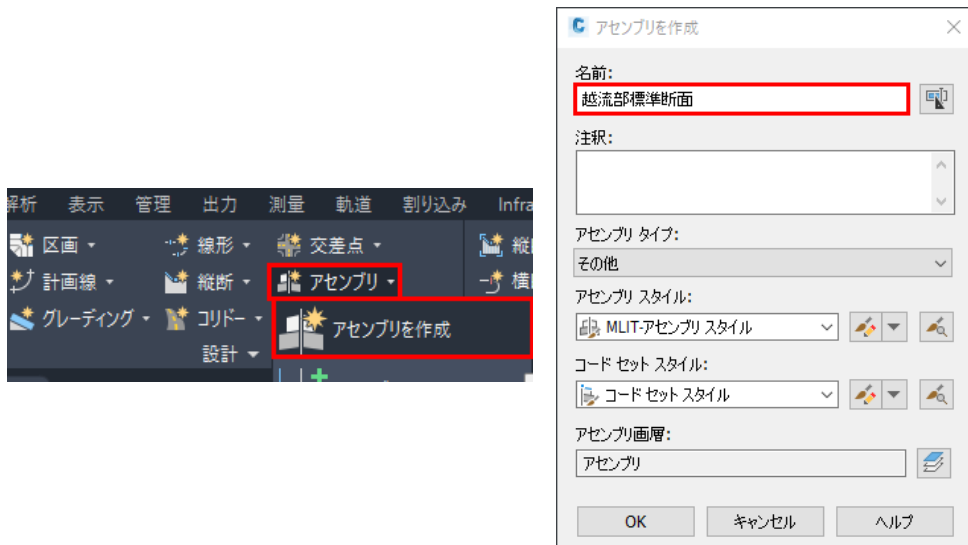 解析 表示 管理 出力 測量 軌道 割り込み Infra
区画 線形 交差点 縦
計画線 縦断 アセンブリ 横
グレーディング コリドー アセンブリを作成
設計
アセンブリを作成
名前:
越流部標準断面
注釈:
アセンブリ タイプ:
その他
アセンブリ スタイル:
MLIT-アセンブリ スタイル
コード セット スタイル:
コード セット スタイル
アセンブリ画層:
アセンブリ
OK キャンセル ヘルプ